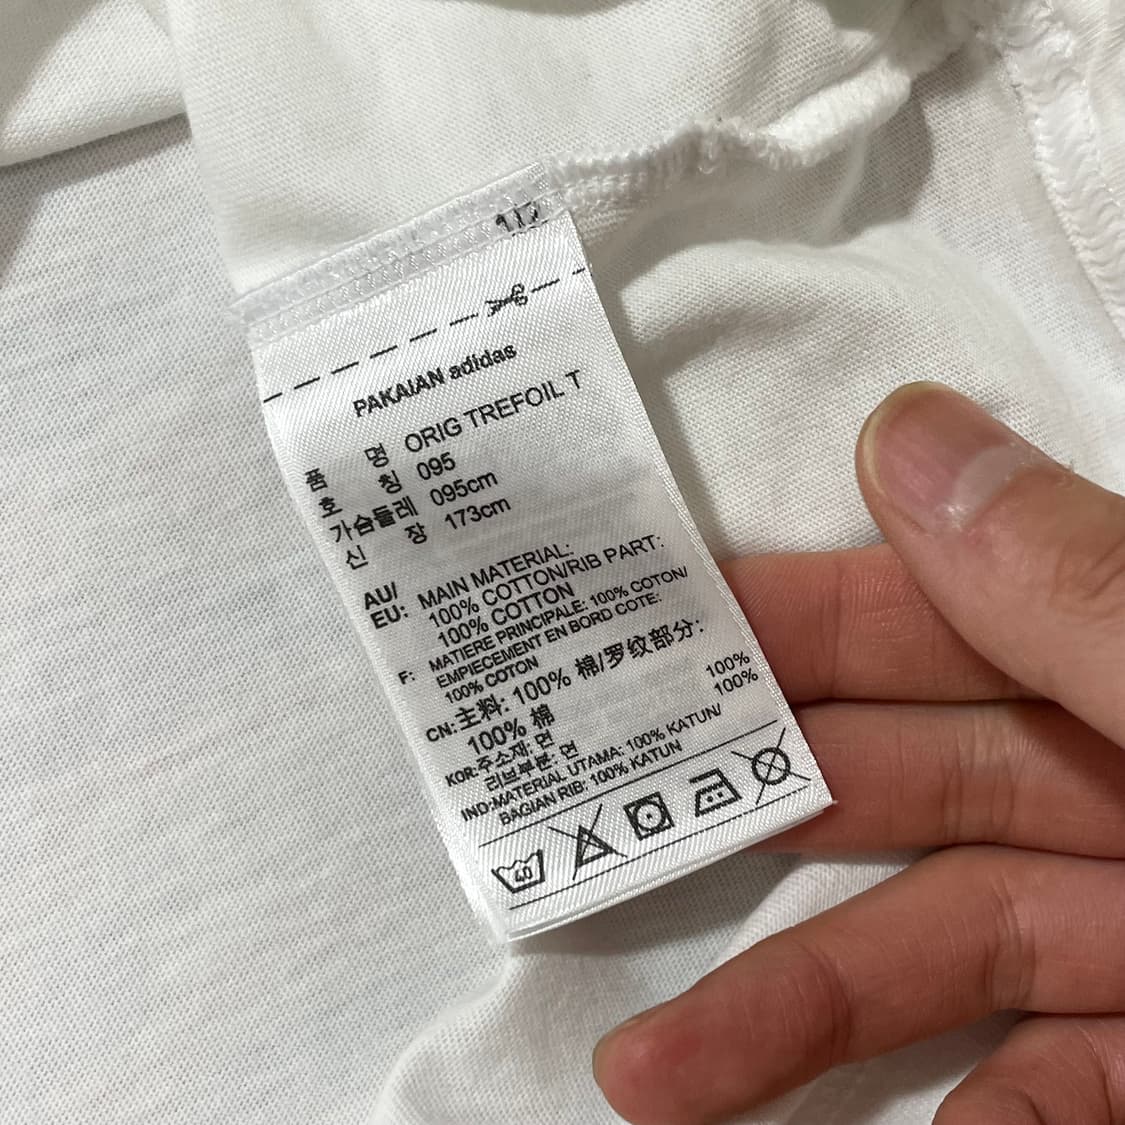 PAKAIAN adidas
품 명 ORIG TREFOIL T
호 칭 095
가슴둘레 095cm
신 장 173cm
AU/ EU: MAIN MATERIAL:
100% COTTON/RIB PART:
100% COTTON
F: MATIERE PRINCIPALE: 100% COTON/
EMPIECEMENT EN BORD COTE:
100% COTON
CN:主料: 100% 棉/罗纹部分:
100% 棉
KOR:주소재: 면 100%
리브부분: 면 100%
IND:MATERIAL UTAMA: 100% KATUN/
BAGIAN RIB: 100% KATUN
40